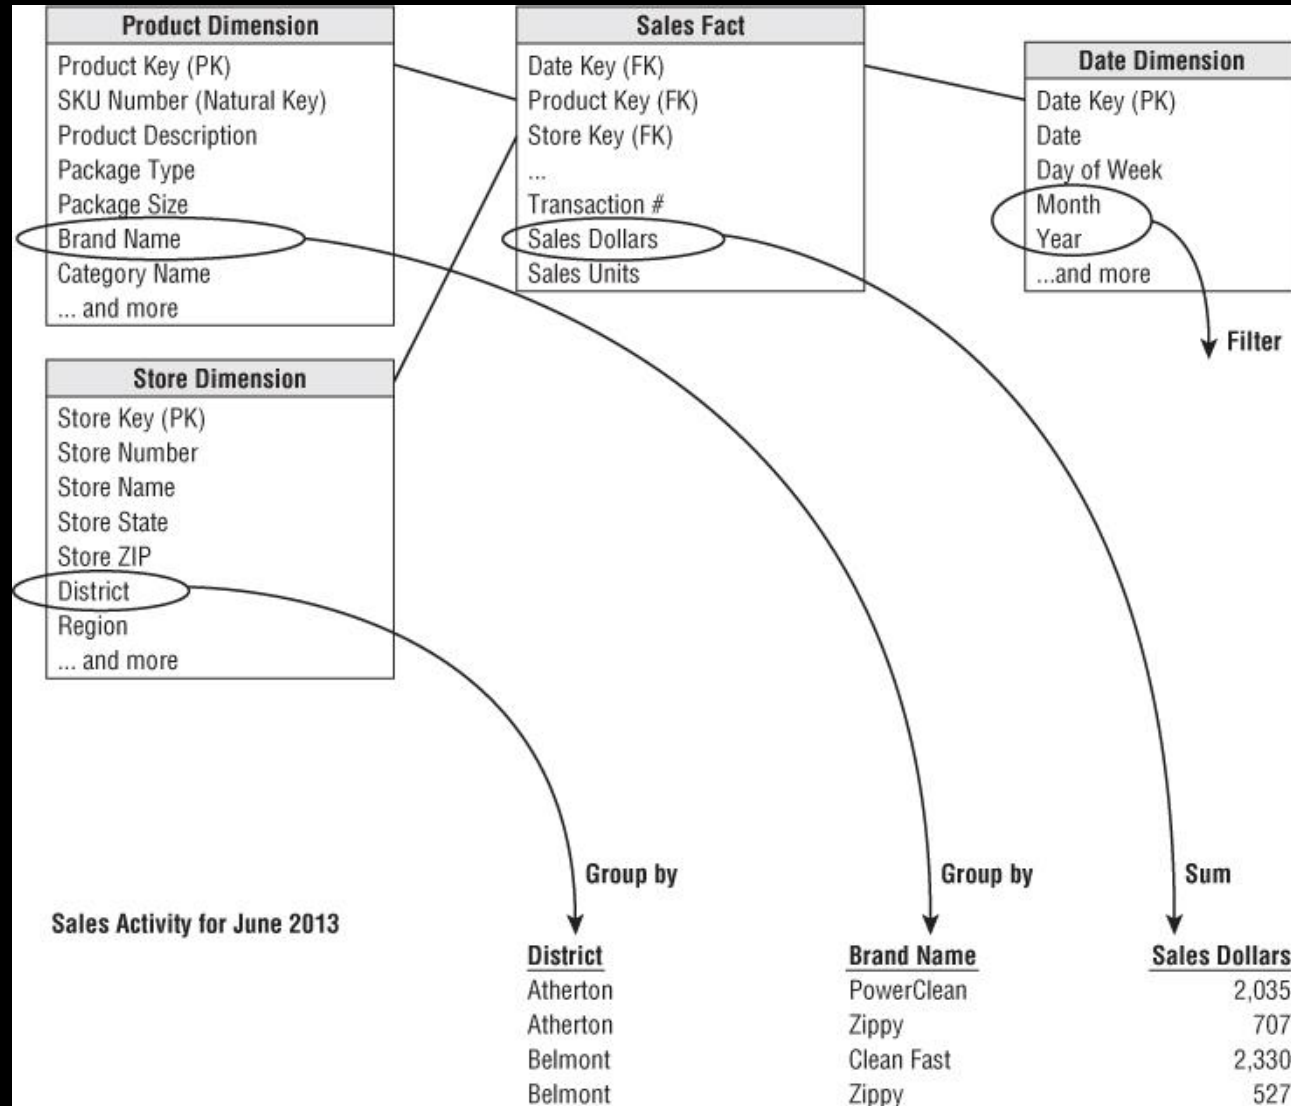 Product Dimension
Product Key (PK)
SKU Number (Natural Key)
Product Description
Package Type
Package Size
Brand Name
Category Name
... and more
Sales Fact
Date Key (FK)
Product Key (FK)
Store Key (FK)
...
Transaction #
Sales Dollars
Sales Units
Date Dimension
Date Key (PK)
Date
Day of Week
Month
Year
...and more
Filter
Store Dimension
Store Key (PK)
Store Number
Store Name
Store State
Store ZIP
District
Region
... and more
Group by
Group by
Sum
Sales Activity for June 2013
District Brand Name Sales Dollars
Atherton PowerClean 2,035
Atherton Zippy 707
Belmont Clean Fast 2,330
Belmont Zippy 527